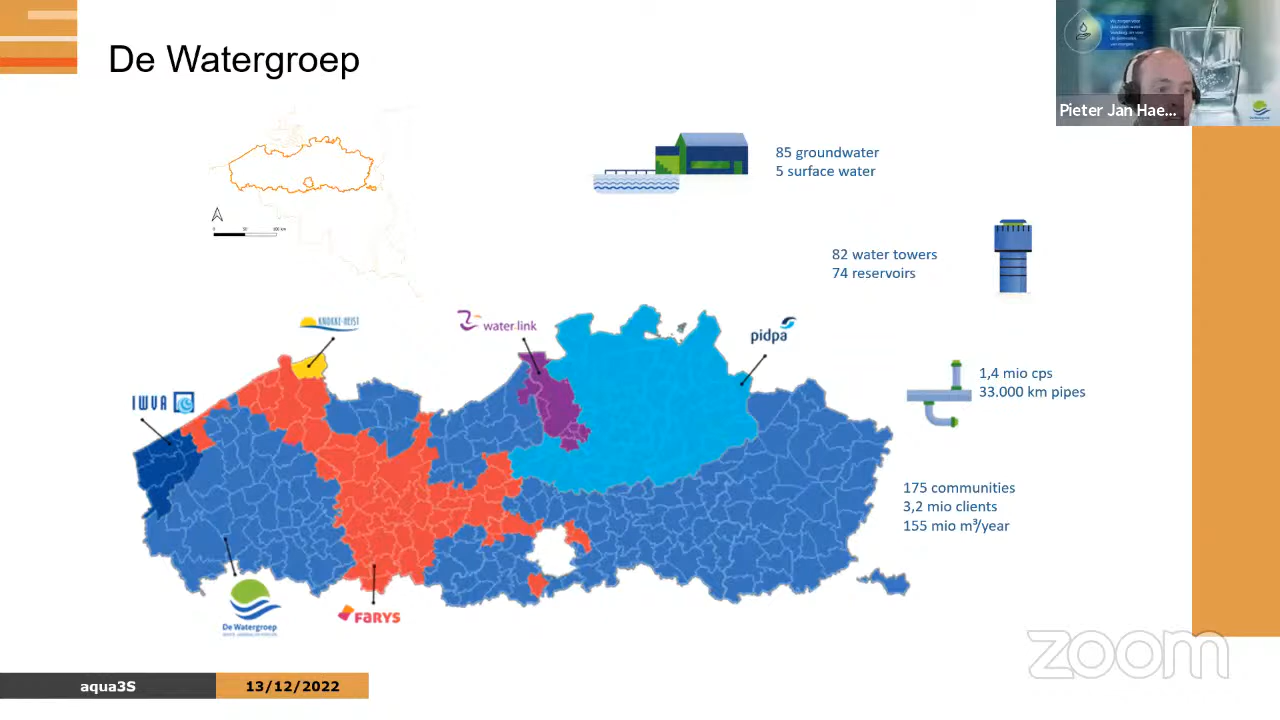 De Watergroep
Pieter Jan Hae...
85 groundwater
5 surface water
82 water towers
74 reservoirs
KNOKKE-HEIST
water-link
pidpa
IWVA
1,4 mio cps
33.000 km pipes
175 communities
3,2 mio clients
155 mio m³/year
De Watergroep
FARYS
zoom
aqua3S
13/12/2022